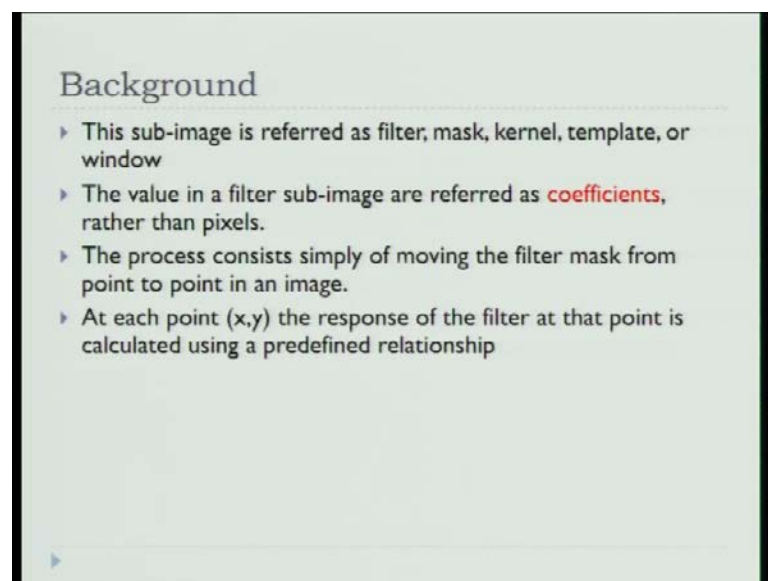 Background
This sub-image is referred as filter, mask, kernel, template, or
window
The value in a filter sub-image are referred as coefficients,
rather than pixels.
The process consists simply of moving the filter mask from
point to point in an image.
At each point (x,y) the response of the filter at that point is
calculated using a predefined relationship